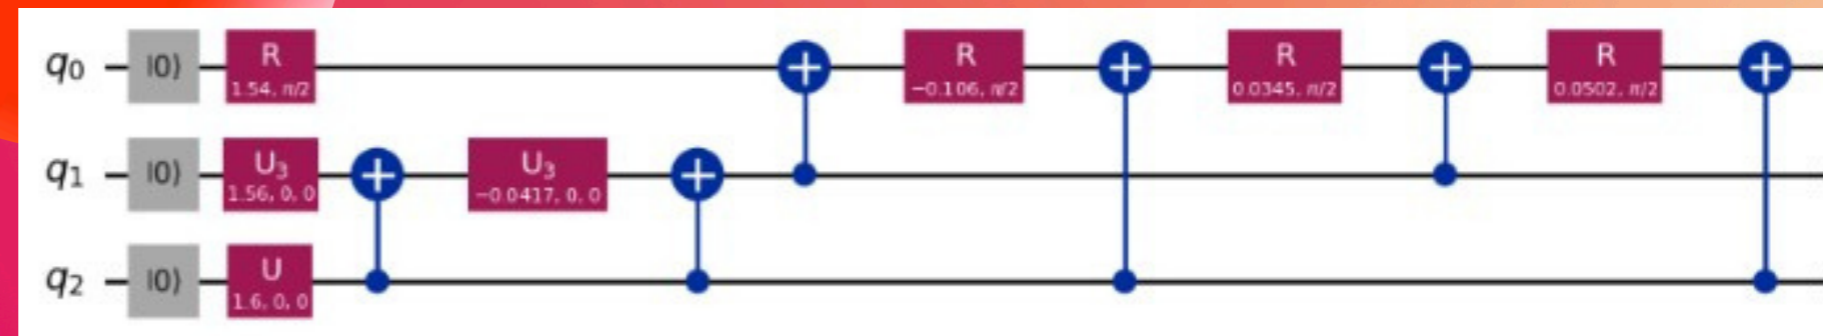 q0 |0⟩ R R R R
1.54, π/2 −0.106, π/2 0.0345, π/2 0.0502, π/2
q1 |0⟩ U3 U3
1.56, 0, 0 −0.0417, 0, 0
q2 |0⟩ U
1.6, 0, 0